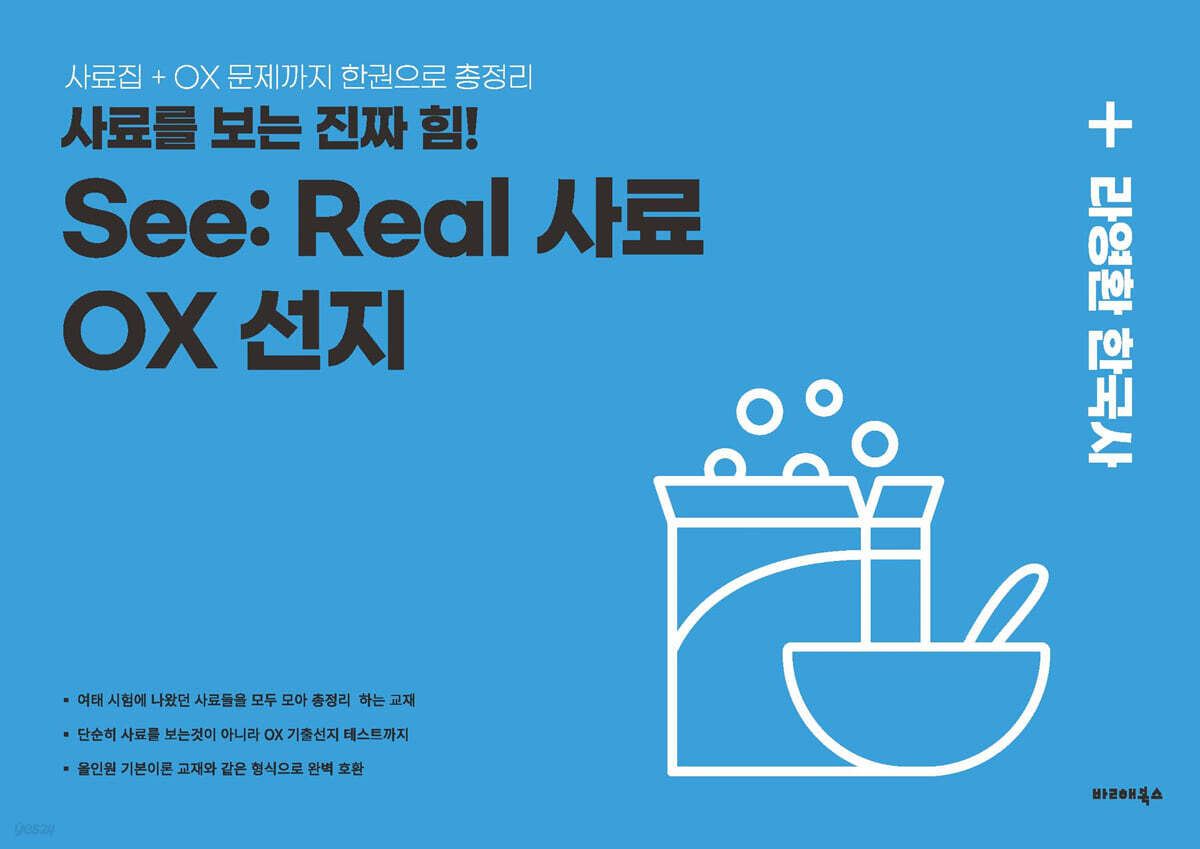 사료집 + OX 문제까지 한권으로 총정리
사료를 보는 진짜 힘!
See: Real 사료
OX 선지
+ 라영환 한국사
▪ 여태 시험에 나왔던 사료들을 모두 모아 총정리 하는 교재
▪ 단순히 사료를 보는것이 아니라 OX 기출선지 테스트까지
▪ 올인원 기본이론 교재와 같은 형식으로 완벽 호환
바르해북스
yes24